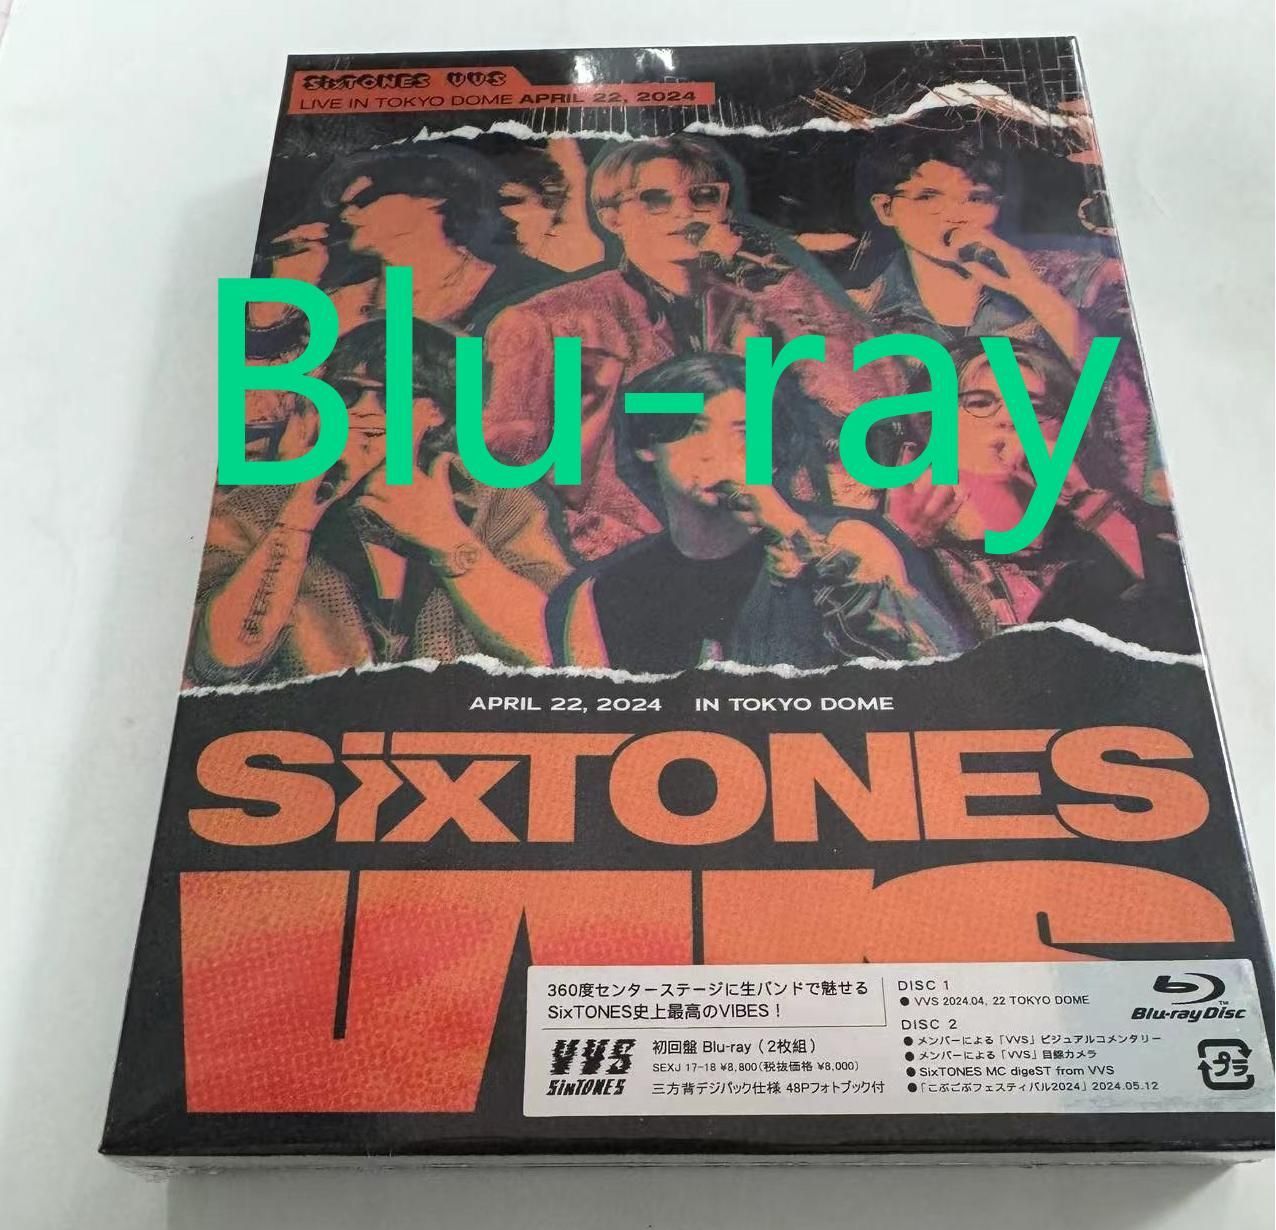 SixTONES VVS
LIVE IN TOKYO DOME APRIL 22, 2024
Blu-ray
APRIL 22, 2024 IN TOKYO DOME
SixTONES
VVS
360度センターステージに生バンドで魅せる
SixTONES史上最高のVIBES！
VVS
SixTONES
初回盤 Blu-ray（2枚組）
SEXJ 17-18 ¥8,800(税抜価格 ¥8,000)
三方背デジパック仕様 48Pフォトブック付
DISC 1
● VVS 2024.04, 22 TOKYO DOME
DISC 2
● メンバーによる「VVS」ビジュアルコメンタリー
● メンバーによる「VVS」目線カメラ
● SixTONES MC digeST from VVS
●「こぶごぶフェスティバル2024」2024.05.12
Blu-ray Disc™
プラ